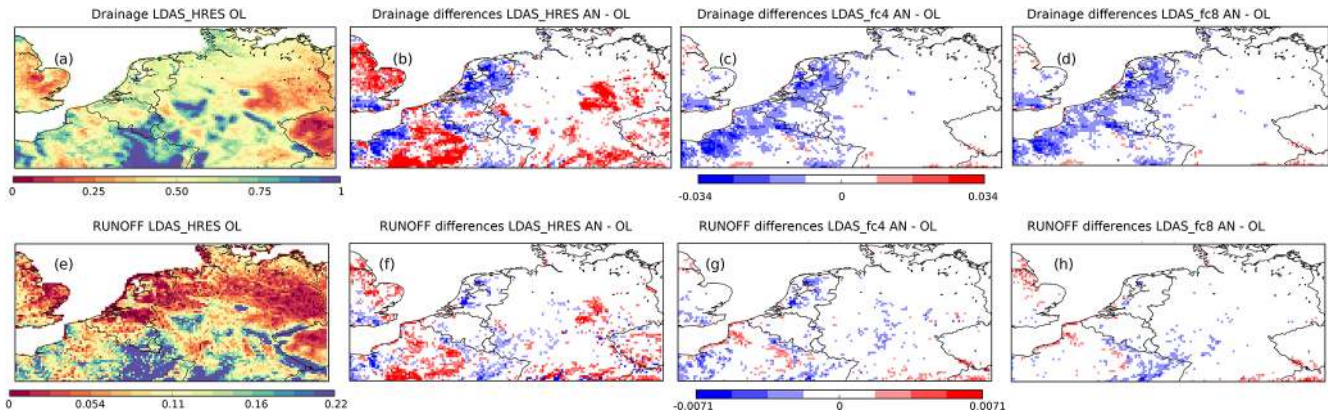 Drainage LDAS_HRES OL
Drainage differences LDAS_HRES AN - OL
Drainage differences LDAS_fc4 AN - OL
Drainage differences LDAS_fc8 AN - OL
(a)
(b)
(c)
(d)
0 0.25 0.50 0.75 1
-0.034 0 0.034
RUNOFF LDAS_HRES OL
RUNOFF differences LDAS_HRES AN - OL
RUNOFF differences LDAS_fc4 AN - OL
RUNOFF differences LDAS_fc8 AN - OL
(e)
(f)
(g)
(h)
0 0.054 0.11 0.16 0.22
-0.0071 0 0.0071